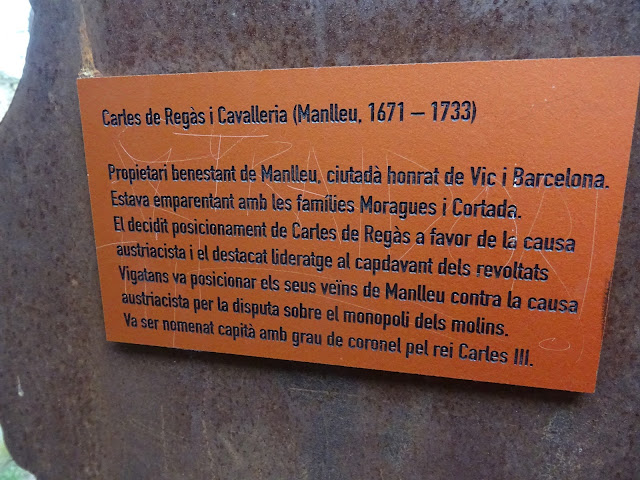 Carles de Regàs i Cavalleria (Manlleu, 1671 – 1733)
Propietari benestant de Manlleu, ciutadà honrat de Vic i Barcelona.
Estava emparentant amb les famílies Moragues i Cortada.
El decidit posicionament de Carles de Regàs a favor de la causa
austriacista i el destacat lideratge al capdavant dels revoltats
Vigatans va posicionar els seus veïns de Manlleu contra la causa
austriacista per la disputa sobre el monopoli dels molins.
Va ser nomenat capità amb grau de coronel pel rei Carles III.